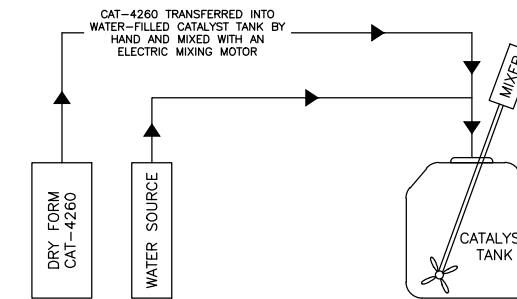 CAT-4260 TRANSFERRED INTO
WATER-FILLED CATALYST TANK BY
HAND AND MIXED WITH AN
ELECTRIC MIXING MOTOR
DRY FORM
CAT-4260
WATER SOURCE
MIXER
CATALYS
TANK